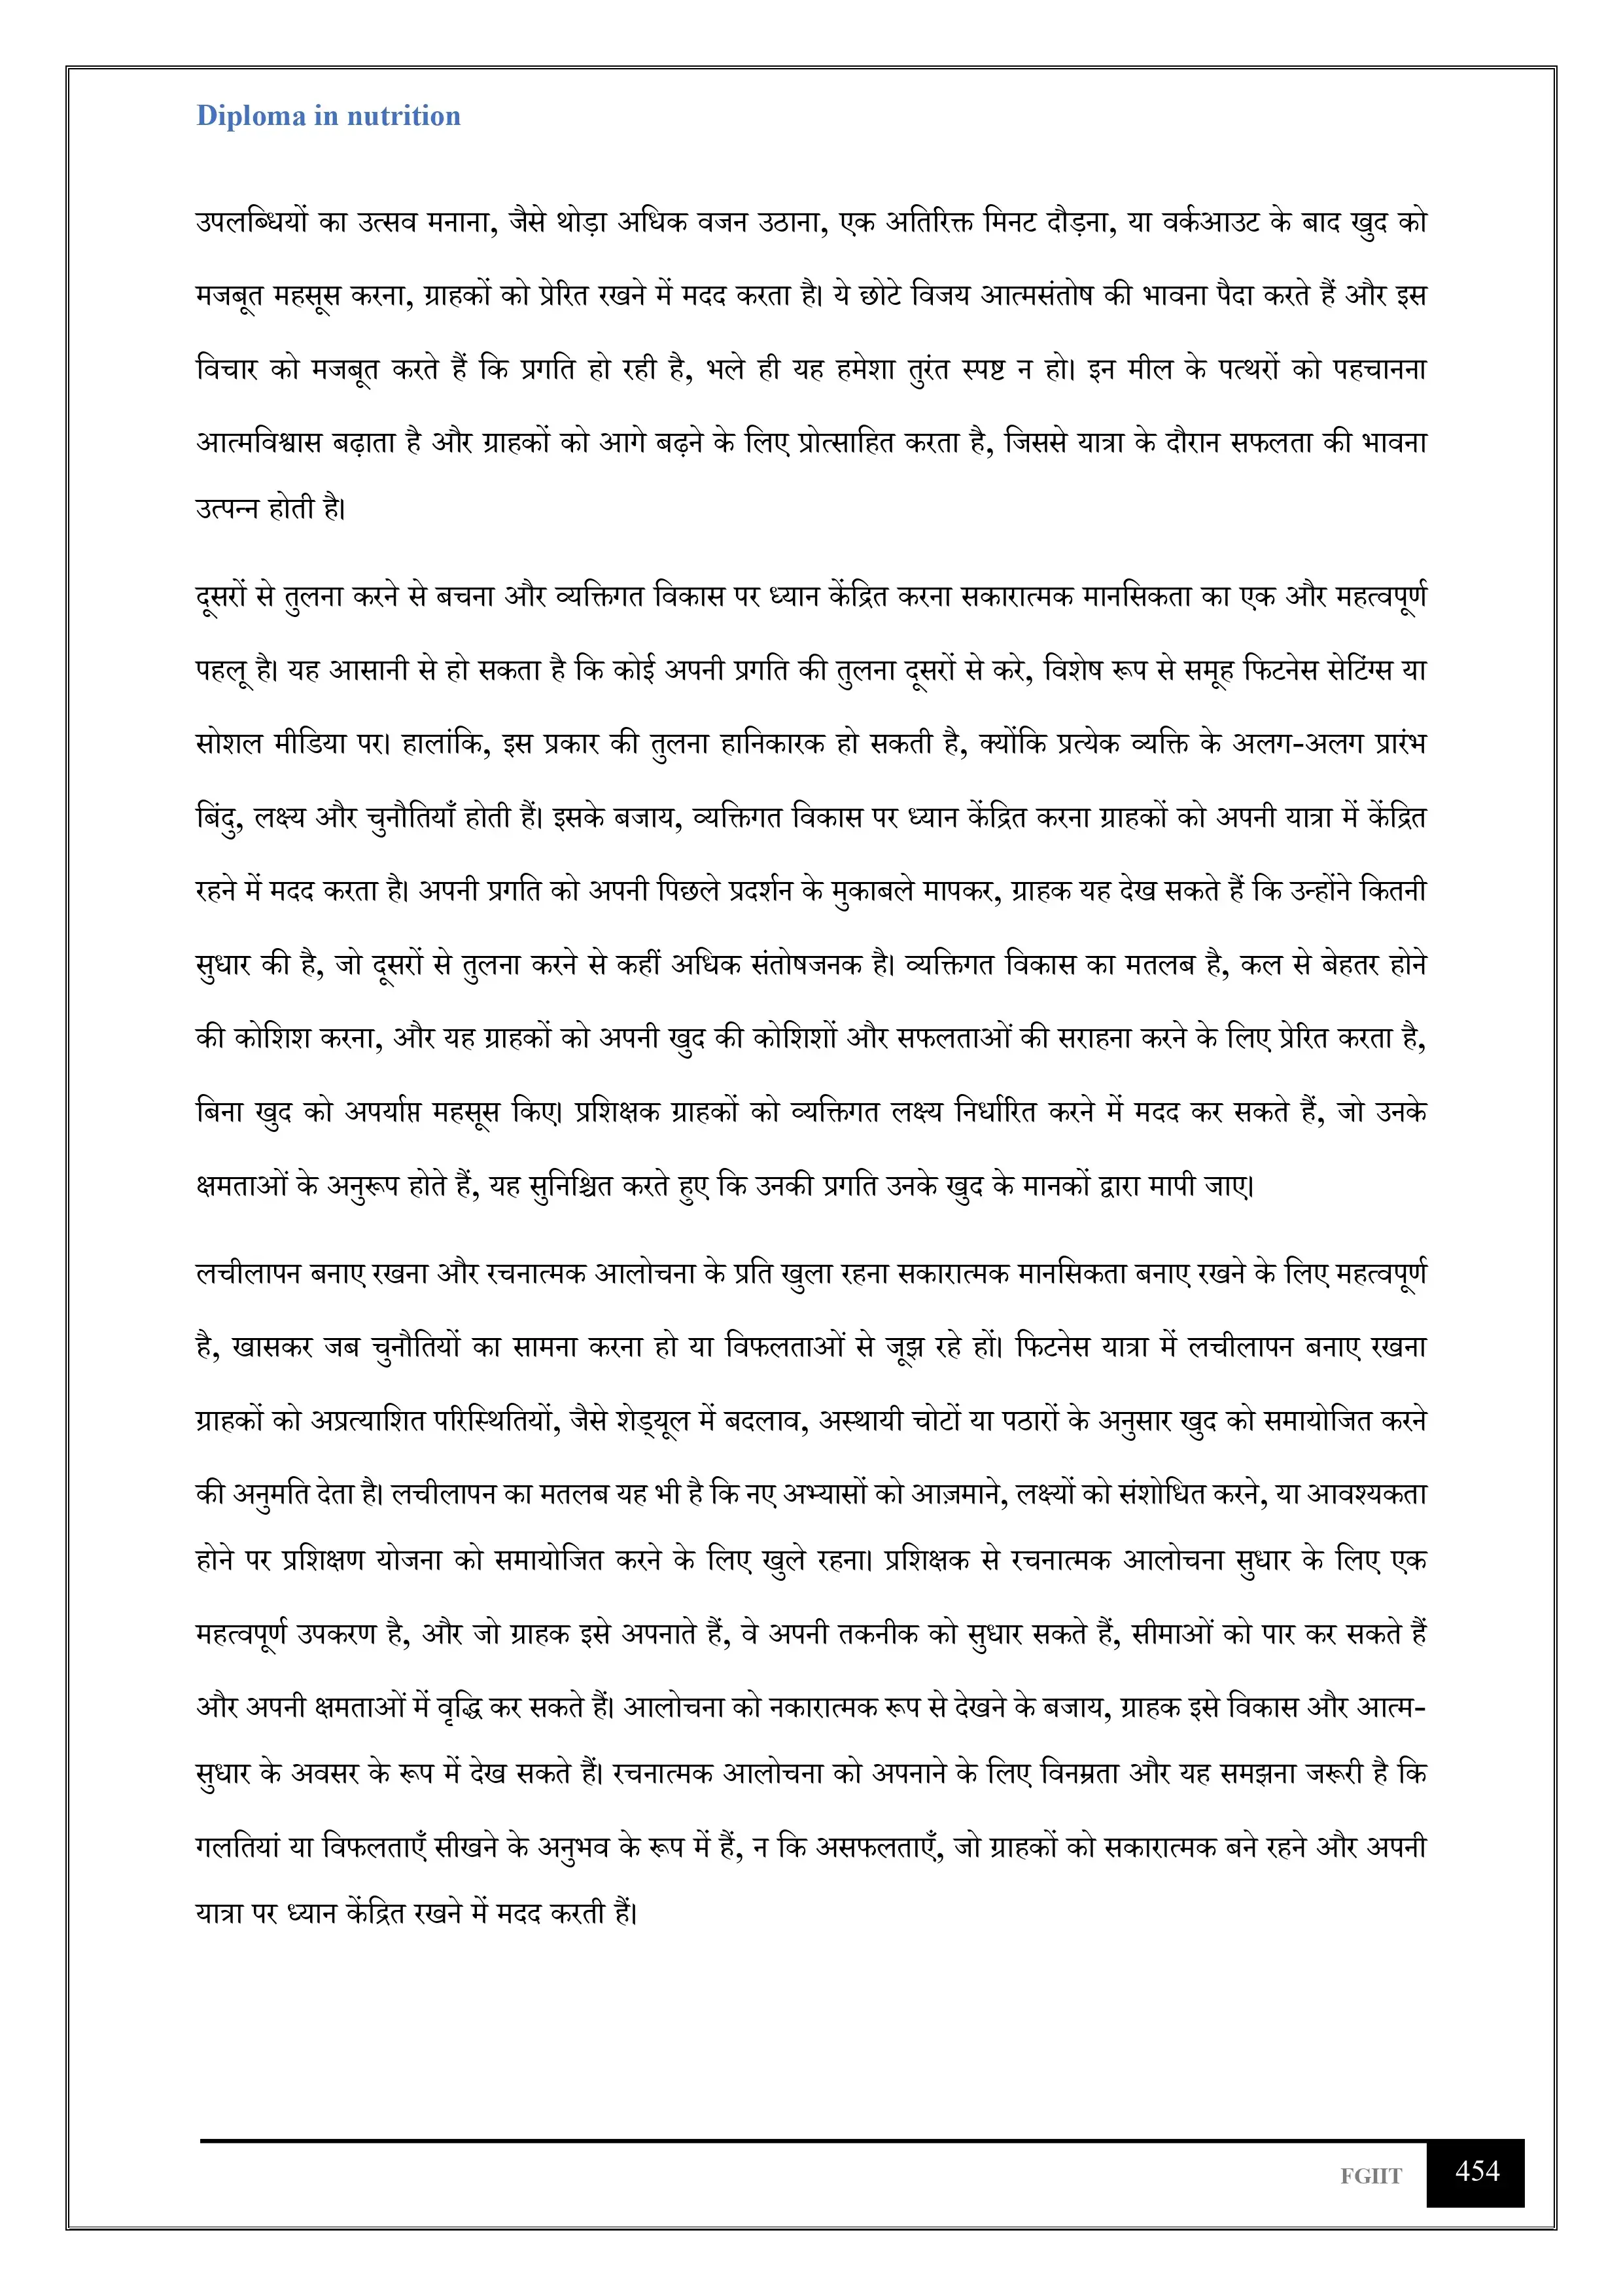 Diploma in nutrition
उपलब्धियों का उत्सव मनाना, जैसे थोड़ा अधिक वजन उठाना, एक अतिरिक्त मिनट दौड़ना, या वर्कआउट के बाद खुद को
मजबूत महसूस करना, ग्राहकों को प्रेरित रखने में मदद करता है। ये छोटे विजय आत्मसंतोष की भावना पैदा करते हैं और इस
विचार को मजबूत करते हैं कि प्रगति हो रही है, भले ही यह हमेशा तुरंत स्पष्ट न हो। इन मील के पत्थरों को पहचानना
आत्मविश्वास बढ़ाता है और ग्राहकों को आगे बढ़ने के लिए प्रोत्साहित करता है, जिससे यात्रा के दौरान सफलता की भावना
उत्पन्न होती है।
दूसरों से तुलना करने से बचना और व्यक्तिगत विकास पर ध्यान केंद्रित करना सकारात्मक मानसिकता का एक और महत्वपूर्ण
पहलू है। यह आसानी से हो सकता है कि कोई अपनी प्रगति की तुलना दूसरों से करे, विशेष रूप से समूह फिटनेस सेटिंग्स या
सोशल मीडिया पर। हालांकि, इस प्रकार की तुलना हानिकारक हो सकती है, क्योंकि प्रत्येक व्यक्ति के अलग-अलग प्रारंभ
बिंदु, लक्ष्य और चुनौतियाँ होती हैं। इसके बजाय, व्यक्तिगत विकास पर ध्यान केंद्रित करना ग्राहकों को अपनी यात्रा में केंद्रित
रहने में मदद करता है। अपनी प्रगति को अपनी पिछले प्रदर्शन के मुकाबले मापकर, ग्राहक यह देख सकते हैं कि उन्होंने कितनी
सुधार की है, जो दूसरों से तुलना करने से कहीं अधिक संतोषजनक है। व्यक्तिगत विकास का मतलब है, कल से बेहतर होने
की कोशिश करना, और यह ग्राहकों को अपनी खुद की कोशिशों और सफलताओं की सराहना करने के लिए प्रेरित करता है,
बिना खुद को अपर्याप्त महसूस किए। प्रशिक्षक ग्राहकों को व्यक्तिगत लक्ष्य निर्धारित करने में मदद कर सकते हैं, जो उनके
क्षमताओं के अनुरूप होते हैं, यह सुनिश्चित करते हुए कि उनकी प्रगति उनके खुद के मानकों द्वारा मापी जाए।
लचीलापन बनाए रखना और रचनात्मक आलोचना के प्रति खुला रहना सकारात्मक मानसिकता बनाए रखने के लिए महत्वपूर्ण
है, खासकर जब चुनौतियों का सामना करना हो या विफलताओं से जूझ रहे हों। फिटनेस यात्रा में लचीलापन बनाए रखना
ग्राहकों को अप्रत्याशित परिस्थितियों, जैसे शेड्यूल में बदलाव, अस्थायी चोटों या पठारों के अनुसार खुद को समायोजित करने
की अनुमति देता है। लचीलापन का मतलब यह भी है कि नए अभ्यासों को आज़माने, लक्ष्यों को संशोधित करने, या आवश्यकता
होने पर प्रशिक्षण योजना को समायोजित करने के लिए खुले रहना। प्रशिक्षक से रचनात्मक आलोचना सुधार के लिए एक
महत्वपूर्ण उपकरण है, और जो ग्राहक इसे अपनाते हैं, वे अपनी तकनीक को सुधार सकते हैं, सीमाओं को पार कर सकते हैं
और अपनी क्षमताओं में वृद्धि कर सकते हैं। आलोचना को नकारात्मक रूप से देखने के बजाय, ग्राहक इसे विकास और आत्म-
सुधार के अवसर के रूप में देख सकते हैं। रचनात्मक आलोचना को अपनाने के लिए विनम्रता और यह समझना जरूरी है कि
गलतियां या विफलताएँ सीखने के अनुभव के रूप में हैं, न कि असफलताएँ, जो ग्राहकों को सकारात्मक बने रहने और अपनी
यात्रा पर ध्यान केंद्रित रखने में मदद करती हैं।
FGIIT 454